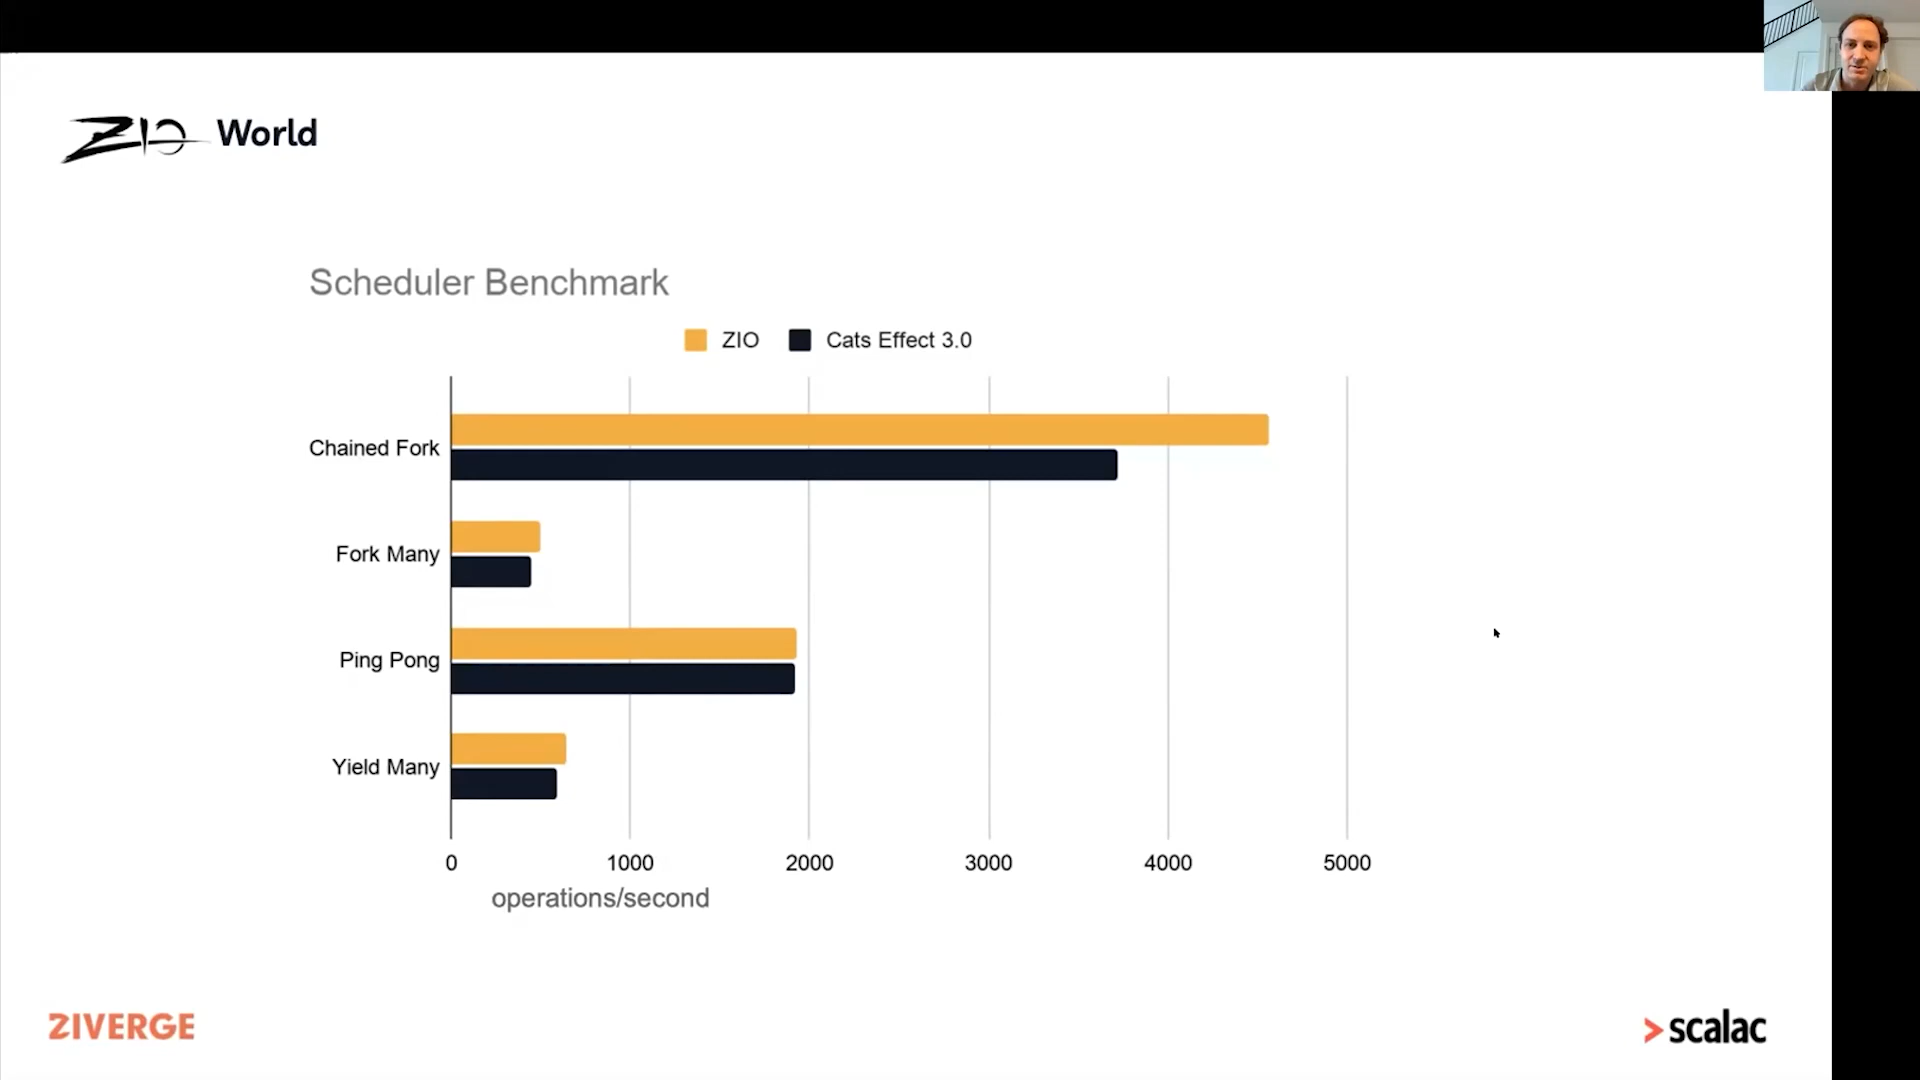 ZIO World
Scheduler Benchmark
ZIO Cats Effect 3.0
Chained Fork
Fork Many
Ping Pong
Yield Many
0 1000 2000 3000 4000 5000
operations/second
ZIVERGE
scalac